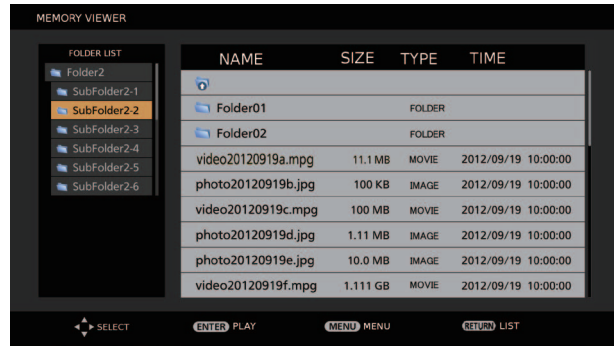 MEMORY VIEWER
FOLDER LIST
Folder2
SubFolder2-1
SubFolder2-2
SubFolder2-3
SubFolder2-4
SubFolder2-5
SubFolder2-6
NAME SIZE TYPE TIME
Folder01 FOLDER
Folder02 FOLDER
video20120919a.mpg 11.1 MB MOVIE 2012/09/19 10:00:00
photo20120919b.jpg 100 KB IMAGE 2012/09/19 10:00:00
video20120919c.mpg 100 MB MOVIE 2012/09/19 10:00:00
photo20120919d.jpg 1.11 MB IMAGE 2012/09/19 10:00:00
photo20120919e.jpg 10.0 MB IMAGE 2012/09/19 10:00:00
video20120919f.mpg 1.111 GB MOVIE 2012/09/19 10:00:00
SELECT ENTER PLAY MENU MENU RETURN LIST